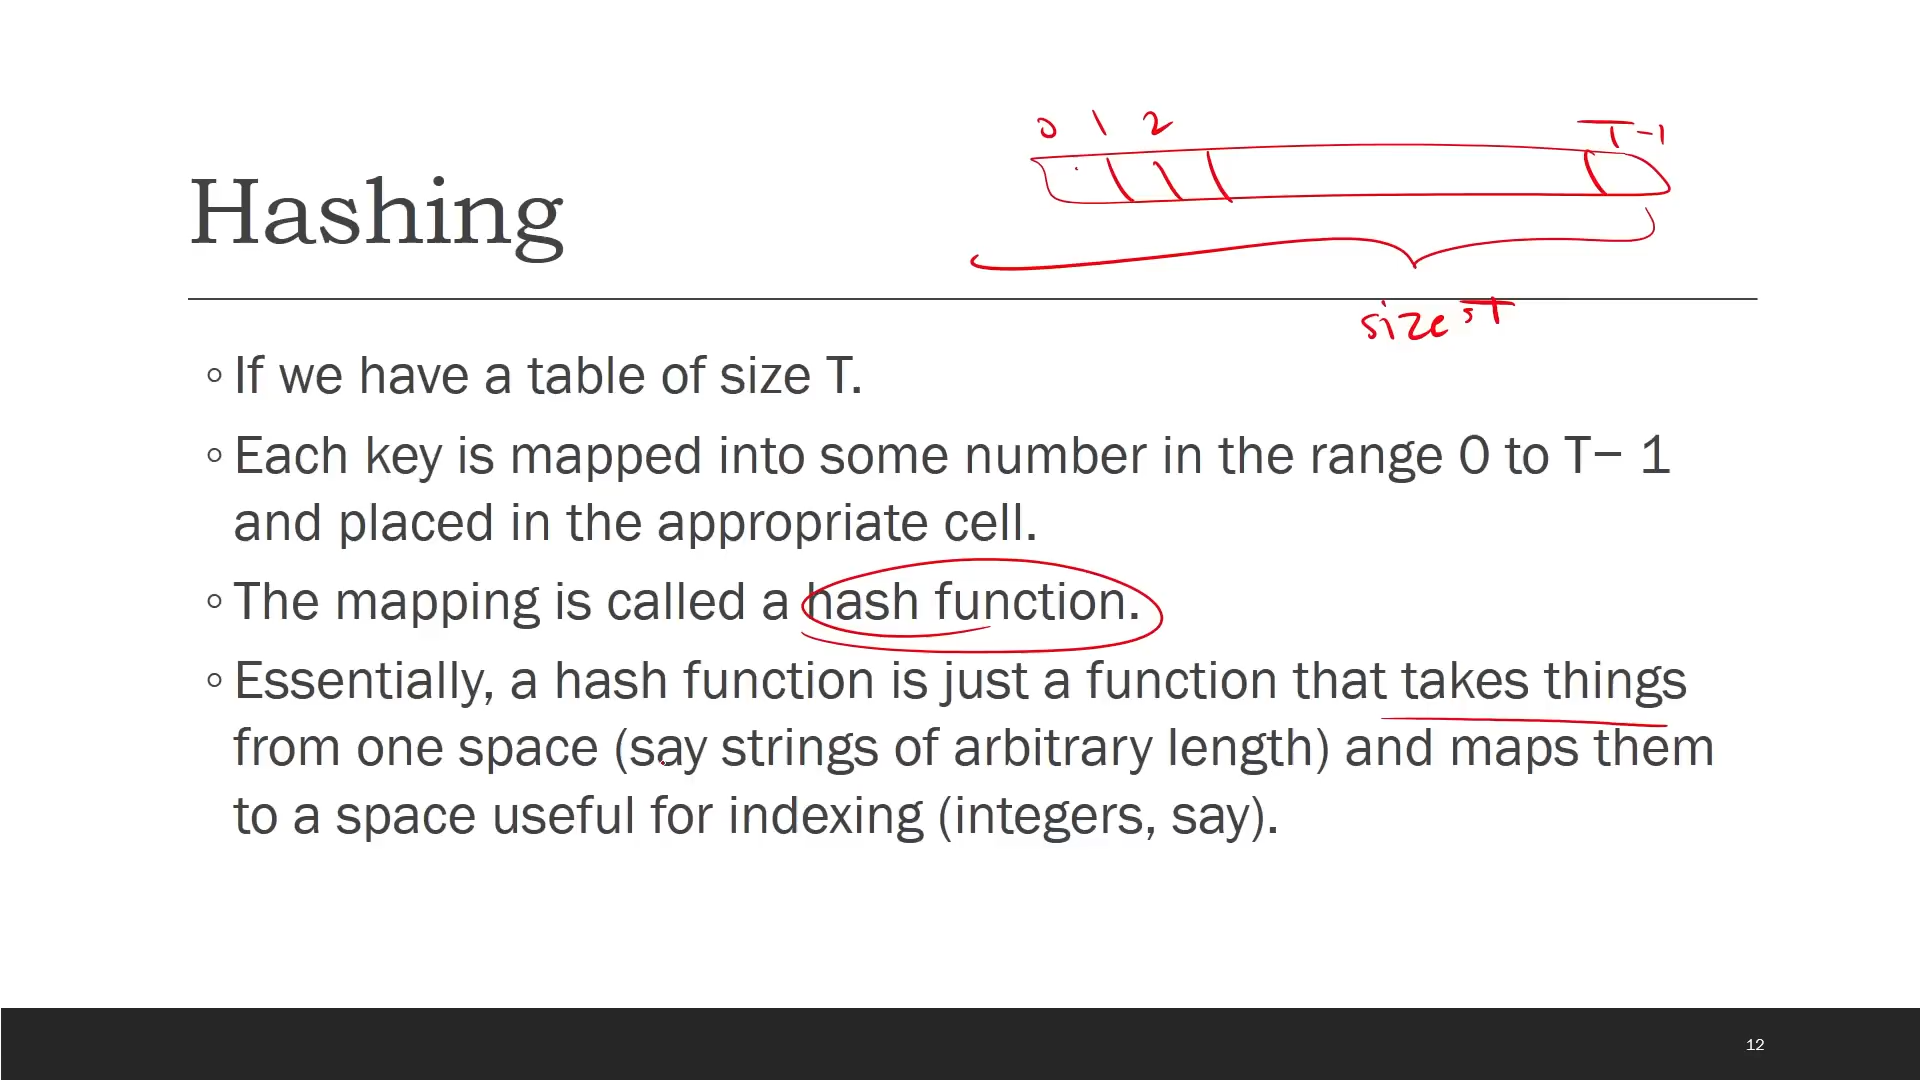 0 1 2 T-1
Hashing
size = T
◦ If we have a table of size T.
◦ Each key is mapped into some number in the range 0 to T− 1
and placed in the appropriate cell.
◦ The mapping is called a hash function.
◦ Essentially, a hash function is just a function that takes things
from one space (say strings of arbitrary length) and maps them
to a space useful for indexing (integers, say).
12